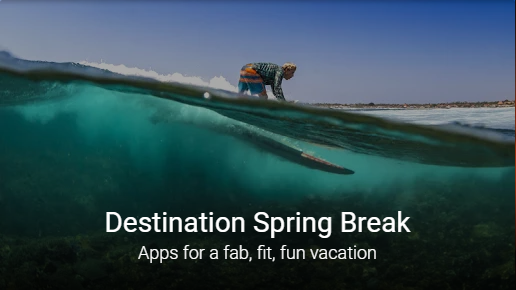 Destination Spring Break
Apps for a fab, fit, fun vacation